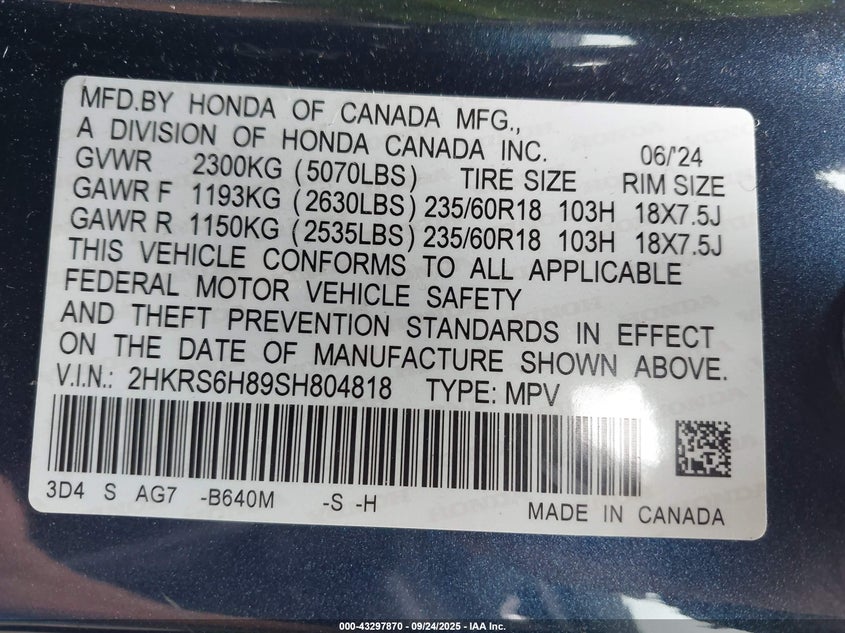 MFD.BY HONDA OF CANADA MFG.,
A DIVISION OF HONDA CANADA INC. 06/'24
GVWR 2300KG (5070LBS) TIRE SIZE RIM SIZE
GAWR F 1193KG (2630LBS) 235/60R18 103H 18X7.5J
GAWR R 1150KG (2535LBS) 235/60R18 103H 18X7.5J
THIS VEHICLE CONFORMS TO ALL APPLICABLE
FEDERAL MOTOR VEHICLE SAFETY
AND THEFT PREVENTION STANDARDS IN EFFECT
ON THE DATE OF MANUFACTURE SHOWN ABOVE.
V.I.N.: 2HKRS6H89SH804818 TYPE: MPV
3D4 S AG7 -B640M -S -H
MADE IN CANADA
000-43297870 - 09/24/2025 - IAA Inc.